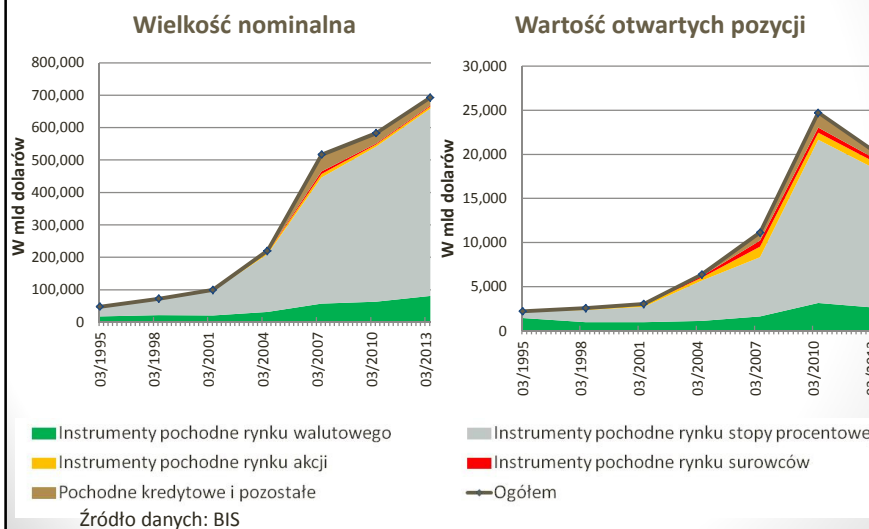 Wielkość nominalna
W mld dolarów
800,000
700,000
600,000
500,000
400,000
300,000
200,000
100,000
0
03/1995
03/1998
03/2001
03/2004
03/2007
03/2010
03/2013
Wartość otwartych pozycji
W mld dolarów
30,000
25,000
20,000
15,000
10,000
5,000
0
03/1995
03/1998
03/2001
03/2004
03/2007
03/2010
Instrumenty pochodne rynku walutowego
Instrumenty pochodne rynku stopy procentowe
Instrumenty pochodne rynku akcji
Instrumenty pochodne rynku surowców
Pochodne kredytowe i pozostałe
Ogółem
Źródło danych: BIS